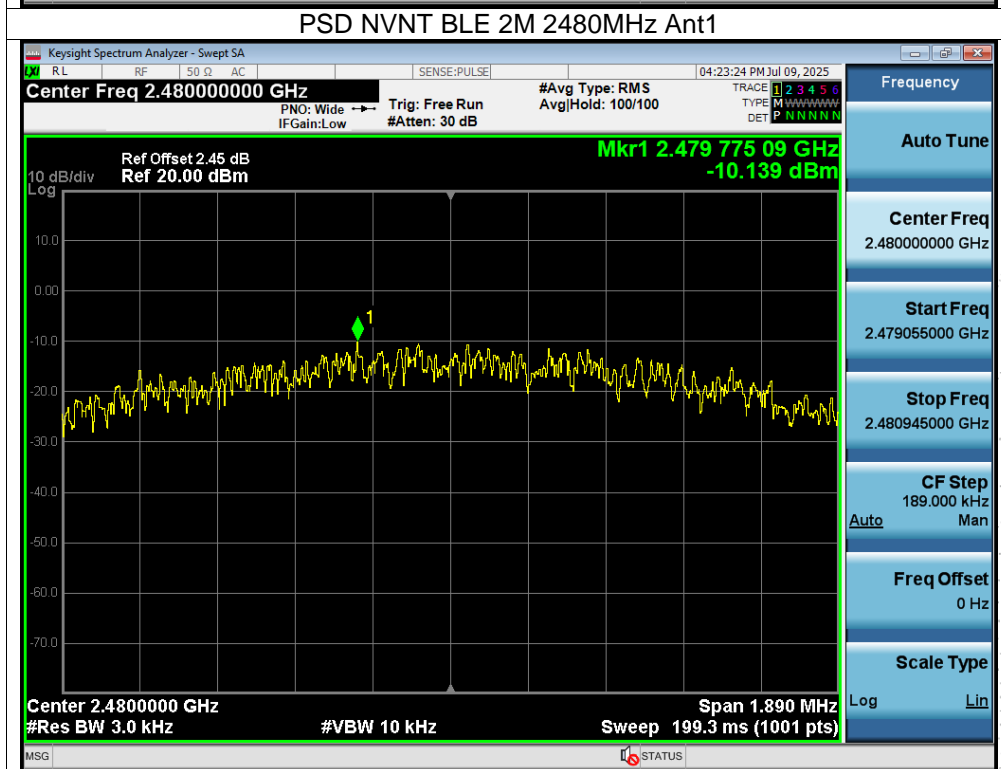 PSD NVNT BLE 2M 2480MHz Ant1
Keysight Spectrum Analyzer - Swept SA
LXI RL RF 50 Ω AC SENSE:PULSE 04:23:24 PM Jul 09, 2025
Center Freq 2.480000000 GHz
PNO: Wide
IFGain:Low
Trig: Free Run
#Atten: 30 dB
#Avg Type: RMS
Avg|Hold: 100/100
TRACE 1 2 3 4 5 6
TYPE M WWWWW
DET P N N N N N
Mkr1 2.479 775 09 GHz
-10.139 dBm
Ref Offset 2.45 dB
10 dB/div Ref 20.00 dBm
Log
10.0
0.00
-10.0
-20.0
-30.0
-40.0
-50.0
-60.0
-70.0
1
Center 2.4800000 GHz Span 1.890 MHz
#Res BW 3.0 kHz #VBW 10 kHz Sweep 199.3 ms (1001 pts)
MSG STATUS
Frequency
Auto Tune
Center Freq
2.480000000 GHz
Start Freq
2.479055000 GHz
Stop Freq
2.480945000 GHz
CF Step
189.000 kHz
Auto Man
Freq Offset
0 Hz
Scale Type
Log Lin